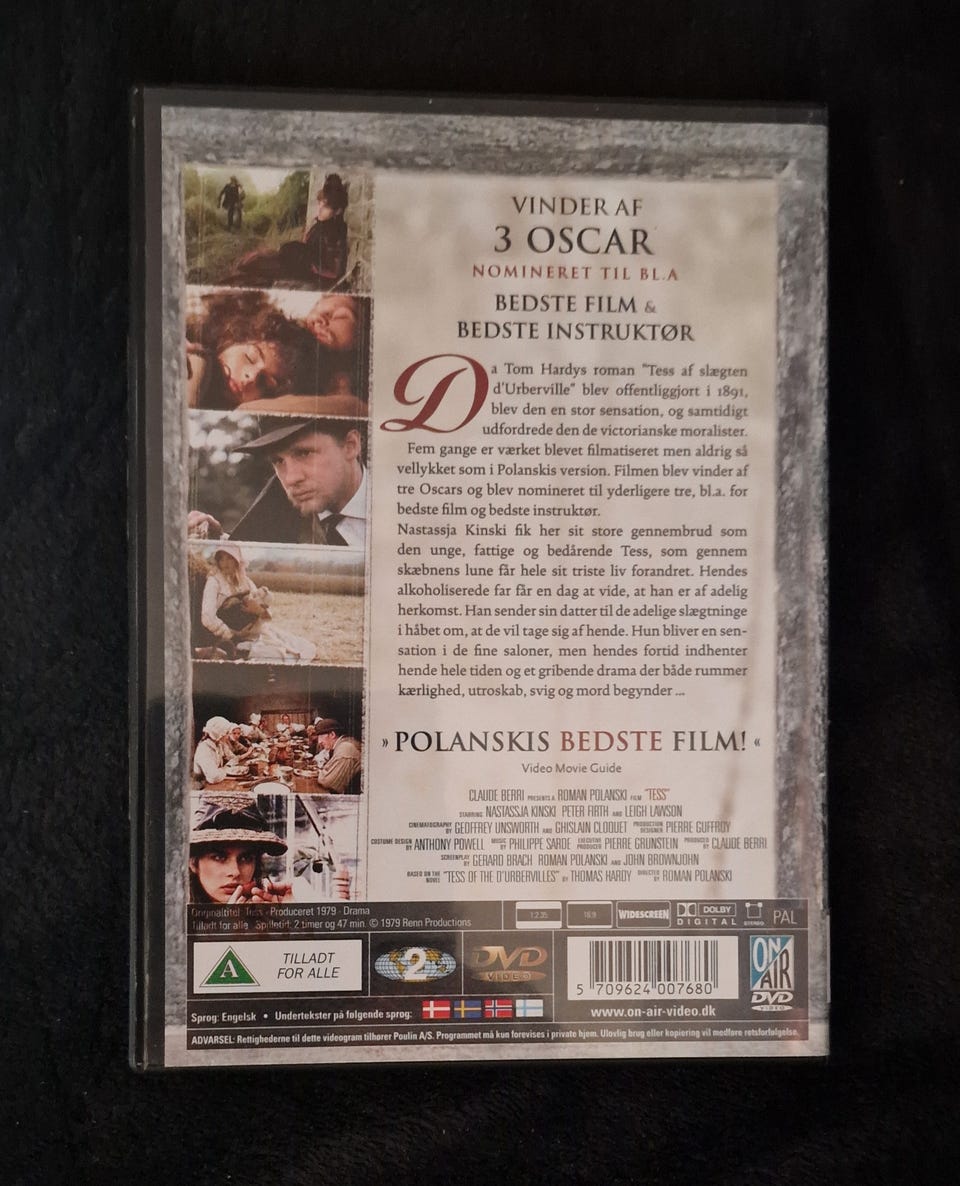 VINDER AF
3 OSCAR
NOMINERET TIL BL.A
BEDSTE FILM &
BEDSTE INSTRUKTØR
Da Tom Hardys roman "Tess af slægten
d'Urberville" blev offentliggjort i 1891,
blev den en stor sensation, og samtidigt
udfordrede den de victorianske moralister.
Fem gange er værket blevet filmatiseret men aldrig så
vellykket som i Polanskis version. Filmen blev vinder af
tre Oscars og blev nomineret til yderligere tre, bl.a. for
bedste film og bedste instruktør.
Nastassja Kinski fik her sit store gennembrud som
den unge, fattige og bedårende Tess, som gennem
skæbnens lune får hele sit triste liv forandret. Hendes
alkoholiserede far får en dag at vide, at han er af adelig
herkomst. Han sender sin datter til de adelige slægtninge
i håbet om, at de vil tage sig af hende. Hun bliver en sen-
sation i de fine saloner, men hendes fortid indhenter
hende hele tiden og et gribende drama der både rummer
kærlighed, utroskab, svig og mord begynder ...
» POLANSKIS BEDSTE FILM! «
Video Movie Guide
CLAUDE BERRI PRESENTS A ROMAN POLANSKI FILM "TESS"
STARRING NASTASSJA KINSKI PETER FIRTH AND LEIGH LAWSON
CINEMATOGRAPHY BY GEOFFREY UNSWORTH AND GHISLAIN CLOQUET PRODUCTION DESIGNER PIERRE GUFFROY
COSTUME DESIGN BY ANTHONY POWELL MUSIC BY PHILIPPE SARDE EXECUTIVE PRODUCER PIERRE GRUNSTEIN PRODUCED BY CLAUDE BERRI
SCREENPLAY BY GERARD BRACH ROMAN POLANSKI AND JOHN BROWNJOHN
BASED ON THE NOVEL "TESS OF THE D'URBERVILLES" BY THOMAS HARDY DIRECTED BY ROMAN POLANSKI
Originaltitel: Tess · Produceret 1979 · Drama
Tilladt for alle · Spilletid: 2 timer og 47 min. © 1979 Renn Productions
1:2.35
16:9
WIDESCREEN
DOLBY
DIGITAL
STEREO
PAL
A
TILLADT
FOR ALLE
2
DVD
VIDEO
5 709624 007680
www.on-air-video.dk
ON
AIR
DVD
VIDEO
Sprog: Engelsk • Undertekster på følgende sprog:
ADVARSEL: Rettighederne til dette videogram tilhører Poulin A/S. Programmet må kun forevises i private hjem. Ulovlig brug eller kopiering vil medføre retsforfølgelse.